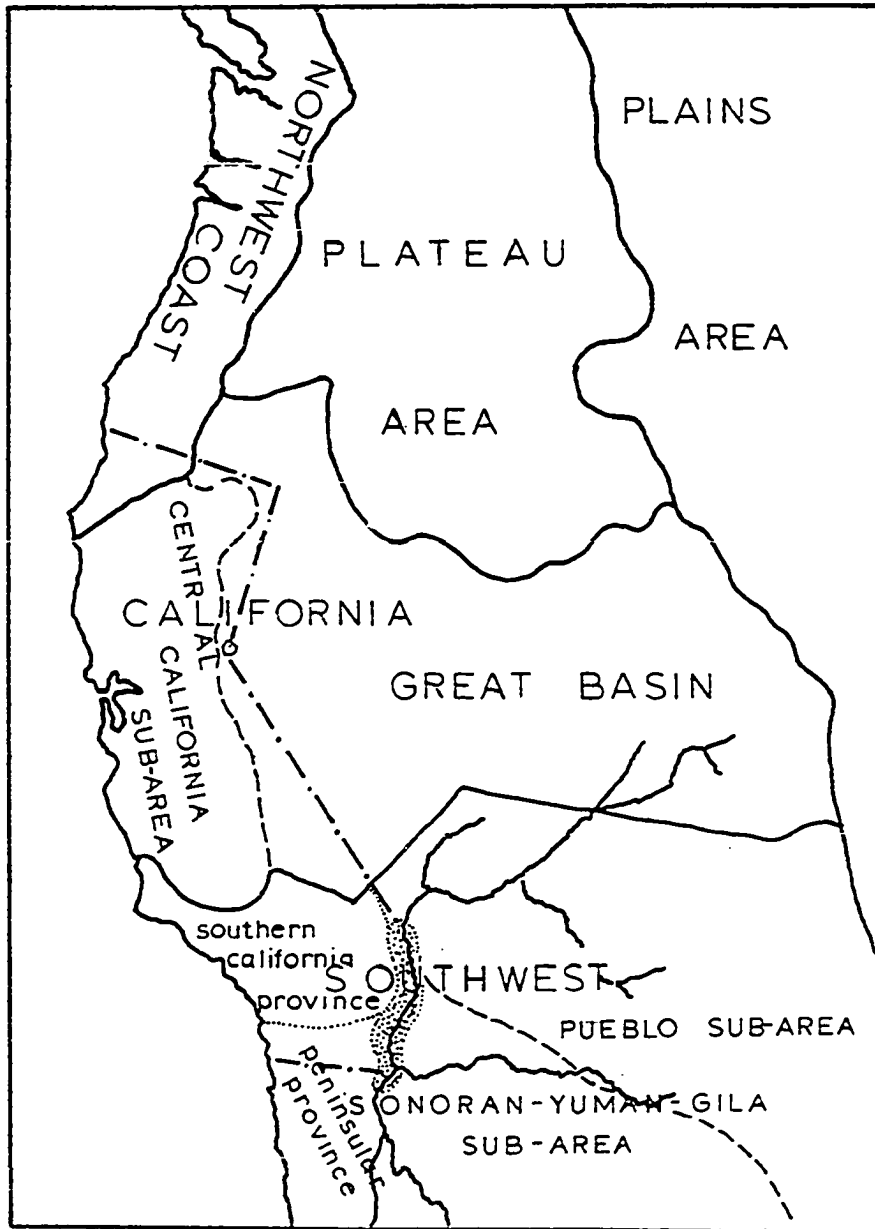 NORTHWEST
COAST
PLAINS
AREA
PLATEAU
AREA
CALIFORNIA
CENTRAL
CALIFORNIA
SUB-AREA
GREAT BASIN
southern
california
province
SOUTHWEST
PUEBLO SUB-AREA
peninsular
province
SONORAN-YUMAN-GILA
SUB-AREA